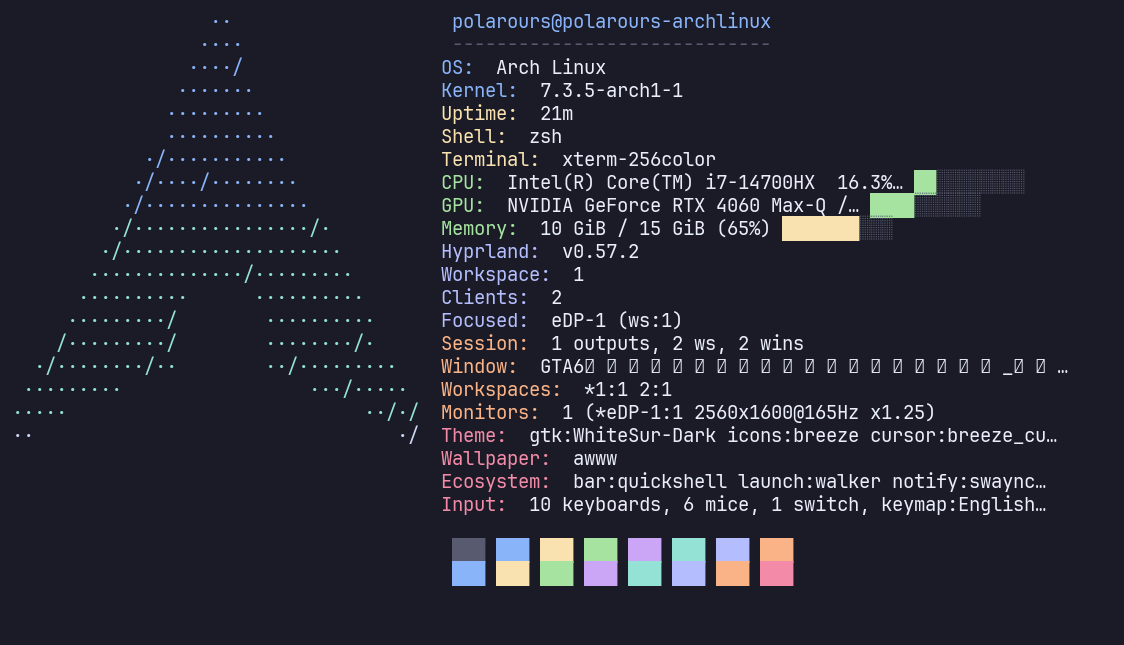 polarours@polarours-archlinux
-----------------------------
OS: Arch Linux
Kernel: 7.3.5-arch1-1
Uptime: 21m
Shell: zsh
Terminal: xterm-256color
CPU: Intel(R) Core(TM) i7-14700HX 16.3%…
GPU: NVIDIA GeForce RTX 4060 Max-Q /…
Memory: 10 GiB / 15 GiB (65%)
Hyprland: v0.57.2
Workspace: 1
Clients: 2
Focused: eDP-1 (ws:1)
Session: 1 outputs, 2 ws, 2 wins
Window: GTA6 _ …
Workspaces: *1:1 2:1
Monitors: 1 (*eDP-1:1 2560x1600@165Hz x1.25)
Theme: gtk:WhiteSur-Dark icons:breeze cursor:breeze_cu…
Wallpaper: awww
Ecosystem: bar:quickshell launch:walker notify:swaync…
Input: 10 keyboards, 6 mice, 1 switch, keymap:English…